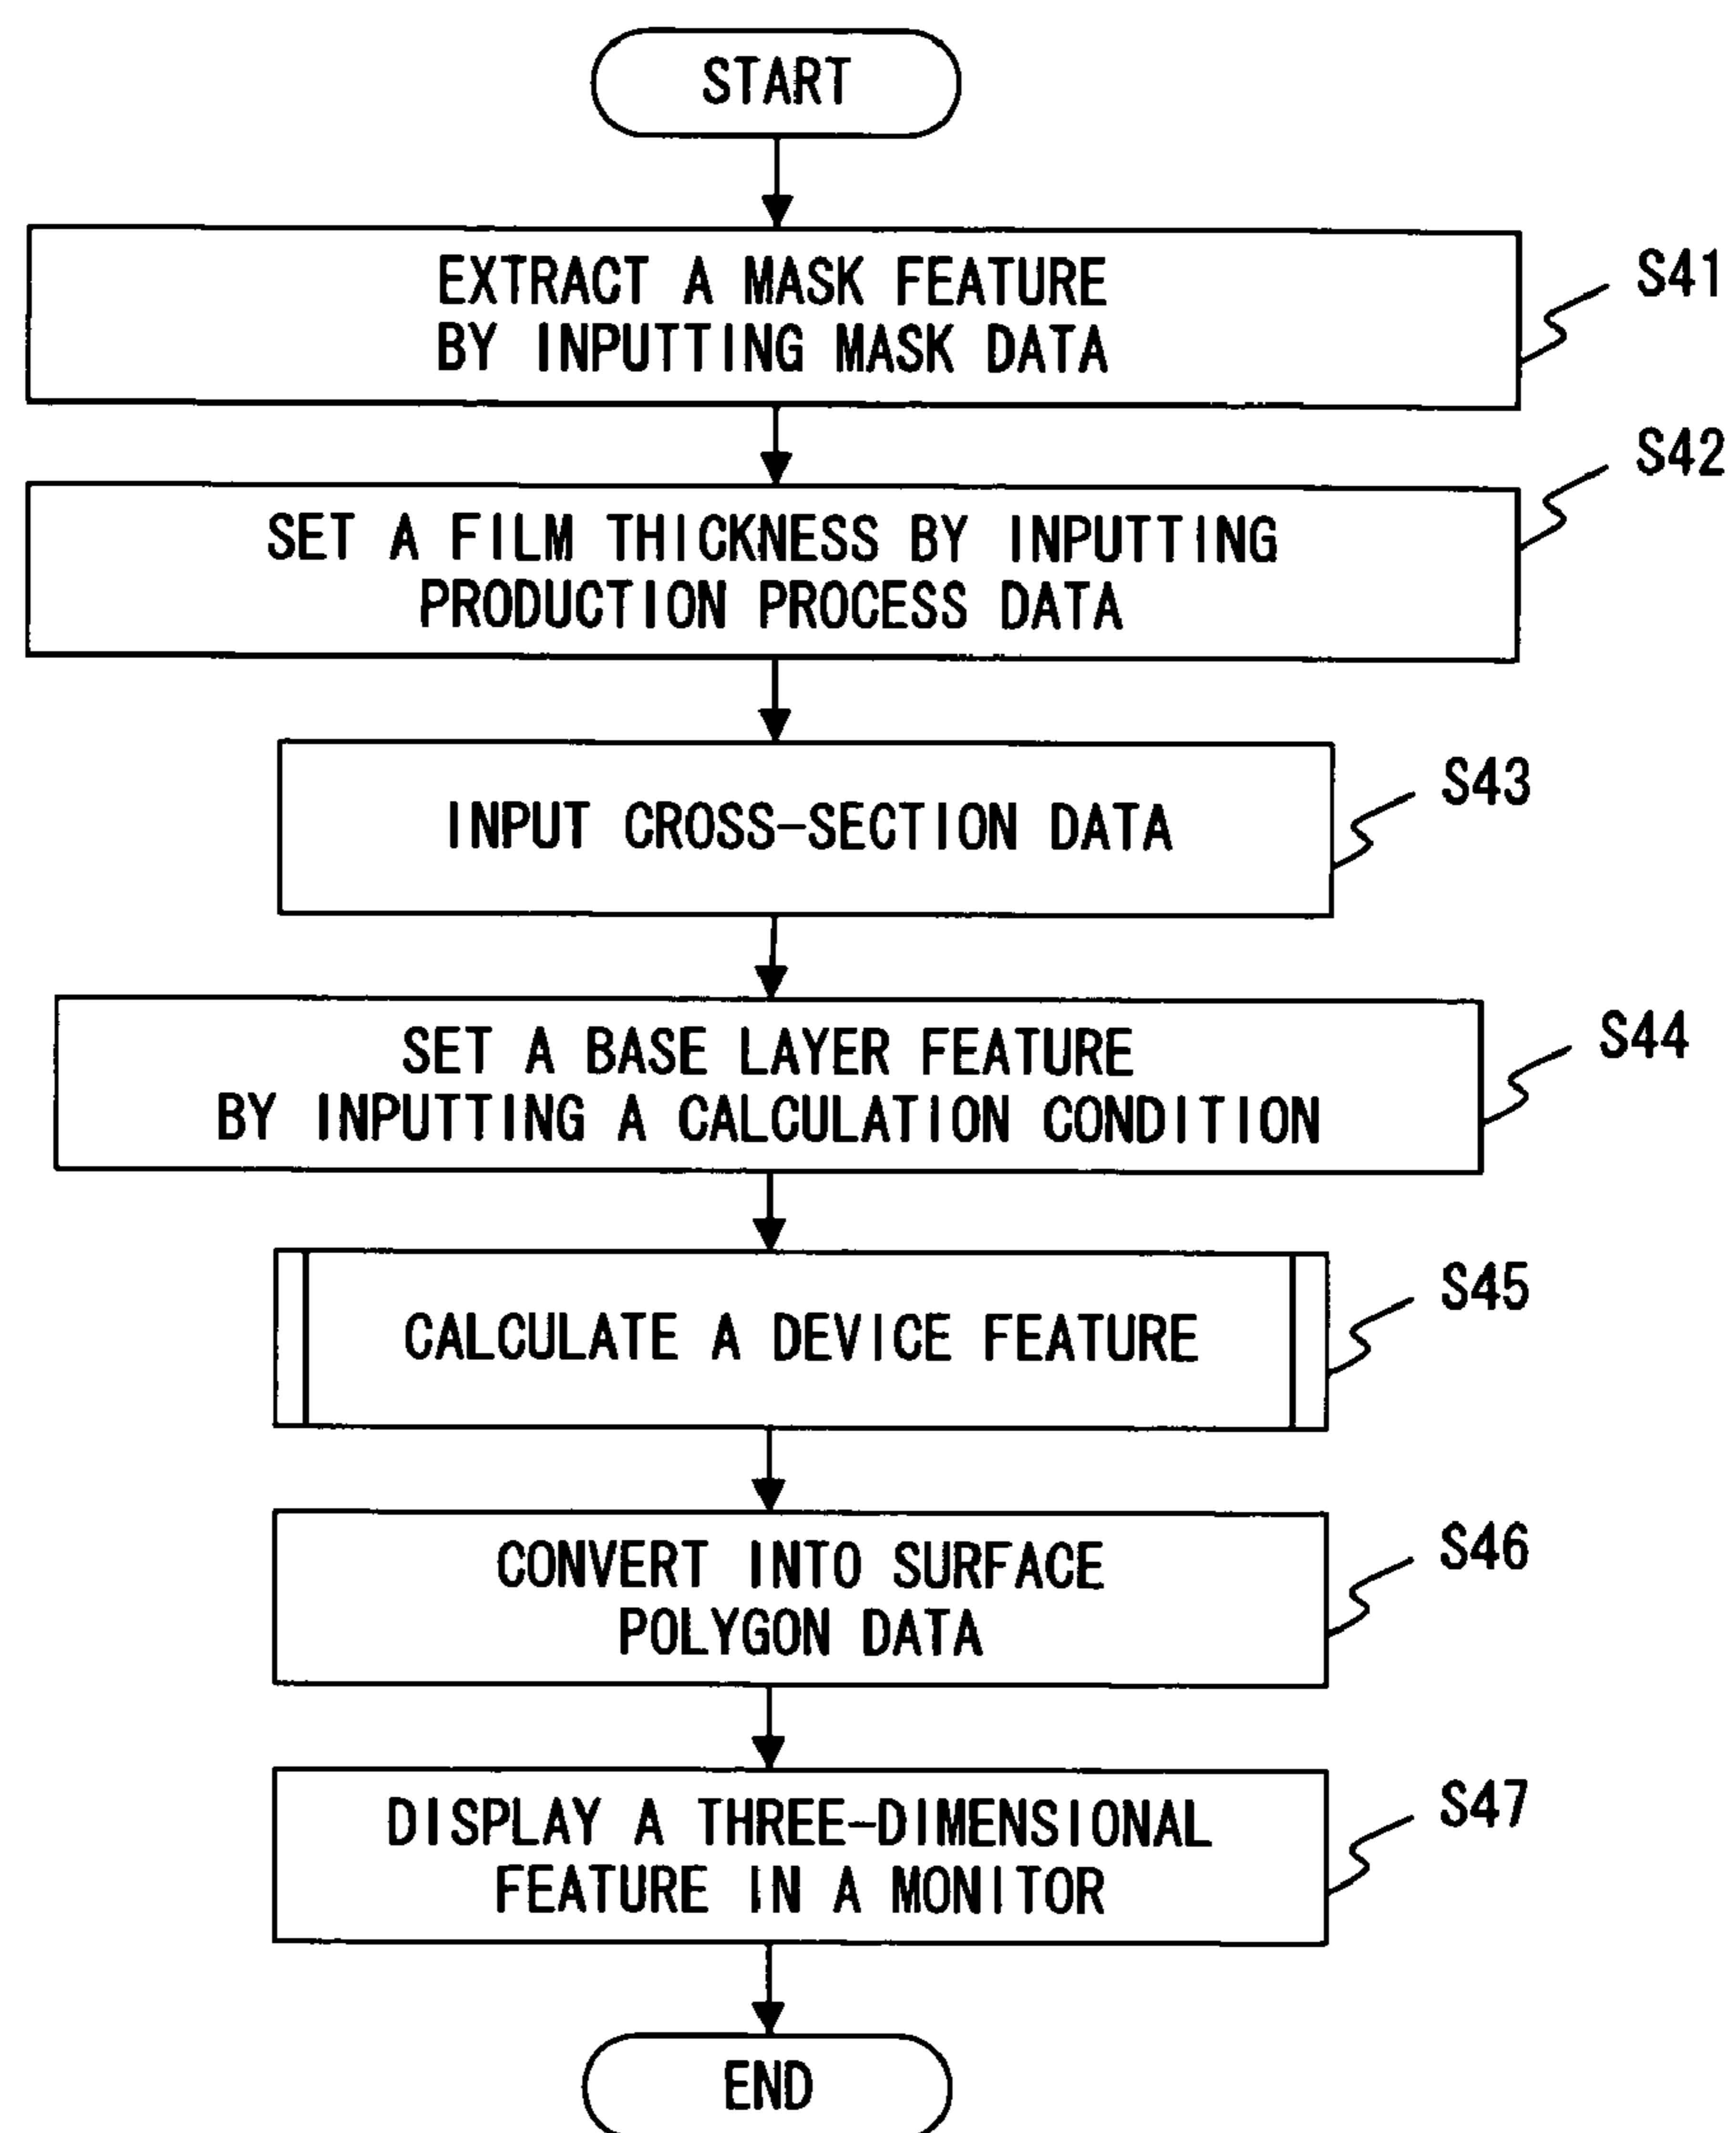 START
EXTRACT A MASK FEATURE
BY INPUTTING MASK DATA
S41
SET A FILM THICKNESS BY INPUTTING
PRODUCTION PROCESS DATA
S42
INPUT CROSS-SECTION DATA
S43
SET A BASE LAYER FEATURE
BY INPUTTING A CALCULATION CONDITION
S44
CALCULATE A DEVICE FEATURE
S45
CONVERT INTO SURFACE
POLYGON DATA
S46
DISPLAY A THREE-DIMENSIONAL
FEATURE IN A MONITOR
S47
END